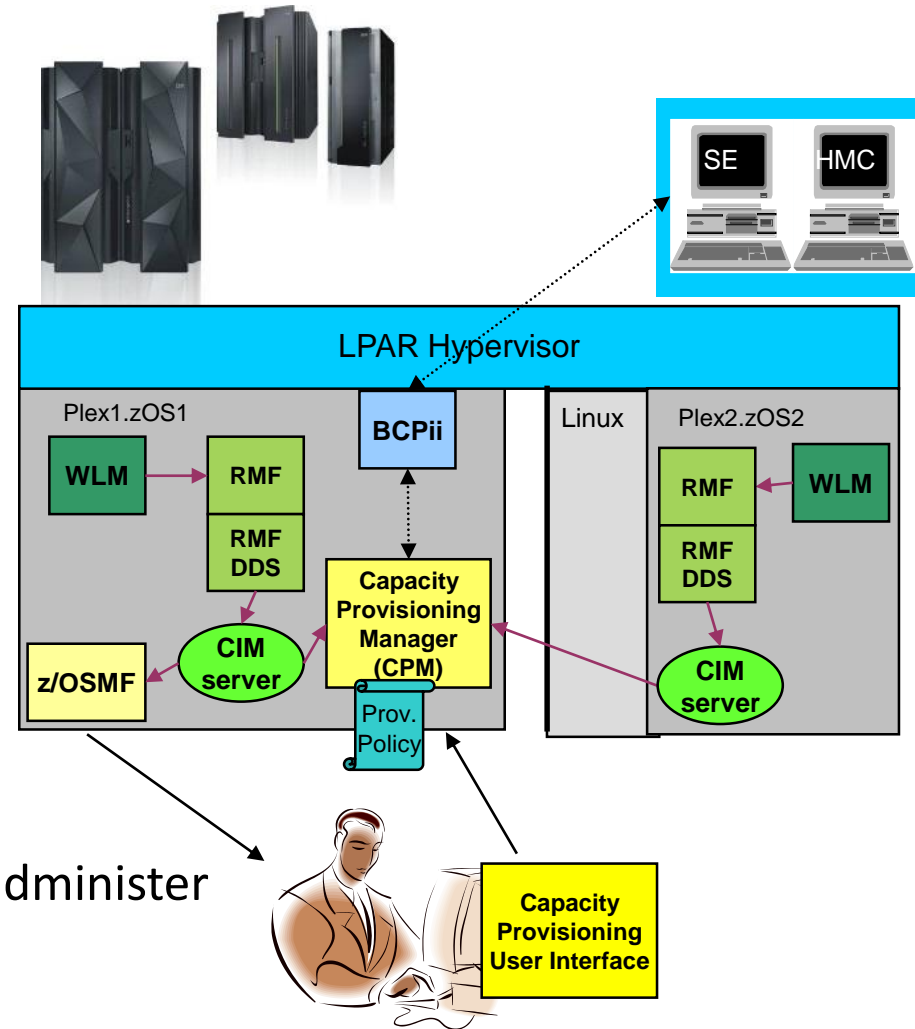 SE
HMC
LPAR Hypervisor
Plex1.zOS1
WLM
RMF
RMF
DDS
CIM
server
z/OSMF
BCPii
Capacity
Provisioning
Manager
(CPM)
Prov.
Policy
Linux
Plex2.zOS2
RMF
WLM
RMF
DDS
CIM
server
dminister
Capacity
Provisioning
User Interface